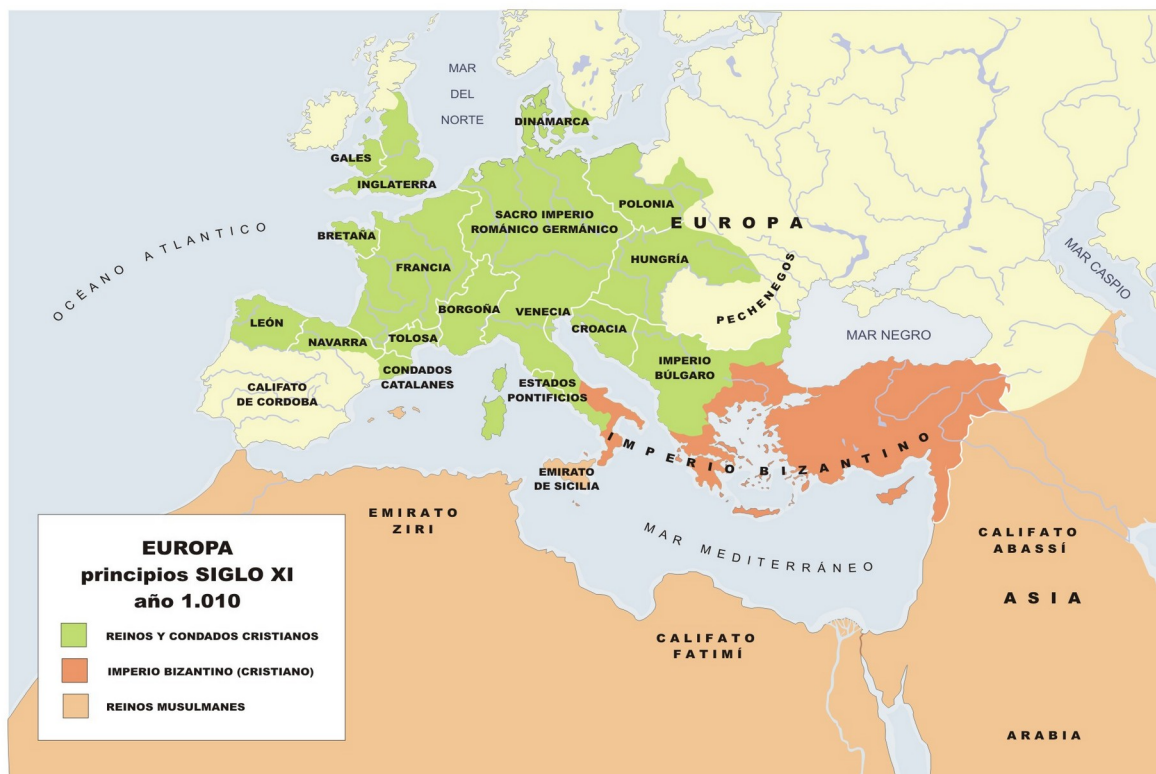 MAR
DEL
NORTE
DINAMARCA
GALES
INGLATERRA
POLONIA
SACRO IMPERIO
ROMÁNICO GERMÁNICO
EUROPA
BRETAÑA
OCÉANO ATLANTICO
FRANCIA
HUNGRÍA
PECHENEGOS
MAR CASPIO
BORGOÑA
VENECIA
CROACIA
MAR NEGRO
LEÓN
NAVARRA
TOLOSA
CONDADOS
CATALANES
IMPERIO
BÚLGARO
CALIFATO
DE CORDOBA
ESTADOS
PONTIFICIOS
IMPERIO BIZANTINO
EMIRATO
DE SICILIA
EMIRATO
ZIRI
MAR MEDITERRÁNEO
CALIFATO
ABASSÍ
ASIA
CALIFATO
FATIMÍ
ARABIA
EUROPA
principios SIGLO XI
año 1.010
REINOS Y CONDADOS CRISTIANOS
IMPERIO BIZANTINO (CRISTIANO)
REINOS MUSULMANES